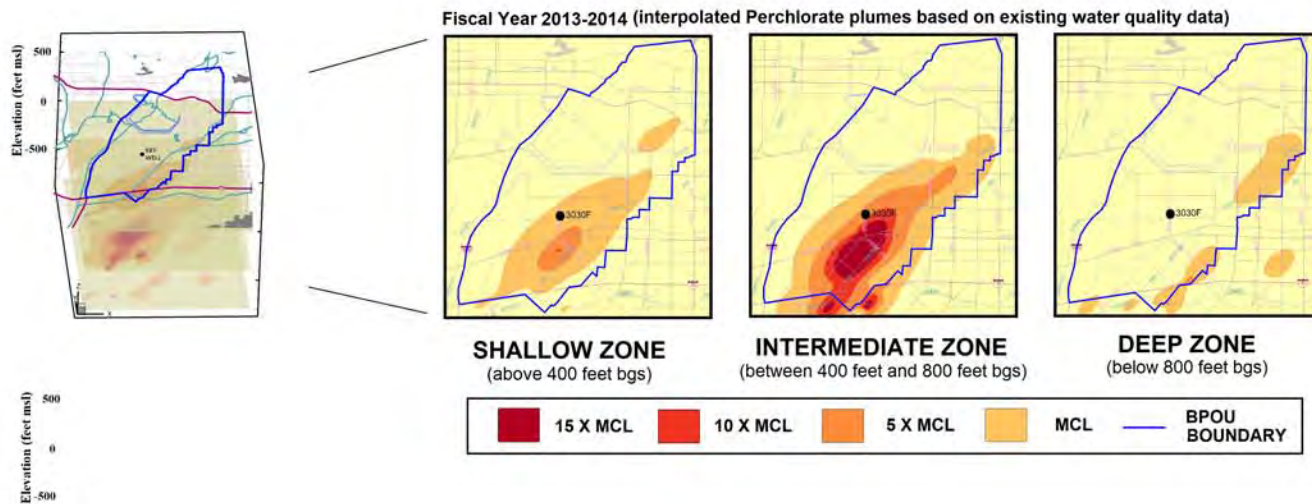 Fiscal Year 2013-2014 (interpolated Perchlorate plumes based on existing water quality data)
Elevation (feet msl)
500
0
-500
KEY WELL
X
3030F
3030F
3030F
SHALLOW ZONE
(above 400 feet bgs)
INTERMEDIATE ZONE
(between 400 feet and 800 feet bgs)
DEEP ZONE
(below 800 feet bgs)
15 X MCL
10 X MCL
5 X MCL
MCL
BPOU
BOUNDARY
Elevation (feet msl)
500
0
-500